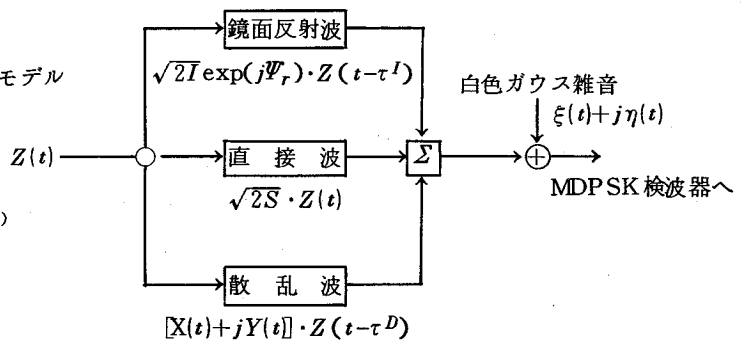 鏡面反射波
√2I exp(jΨr)・Z(t−τ^I)
モデル
白色ガウス雑音
ξ(t)+jη(t)
Z(t)
直 接 波
Σ
√2S・Z(t)
MDPSK検波器へ
)
散 乱 波
[X(t)+jY(t)]・Z(t−τ^D)